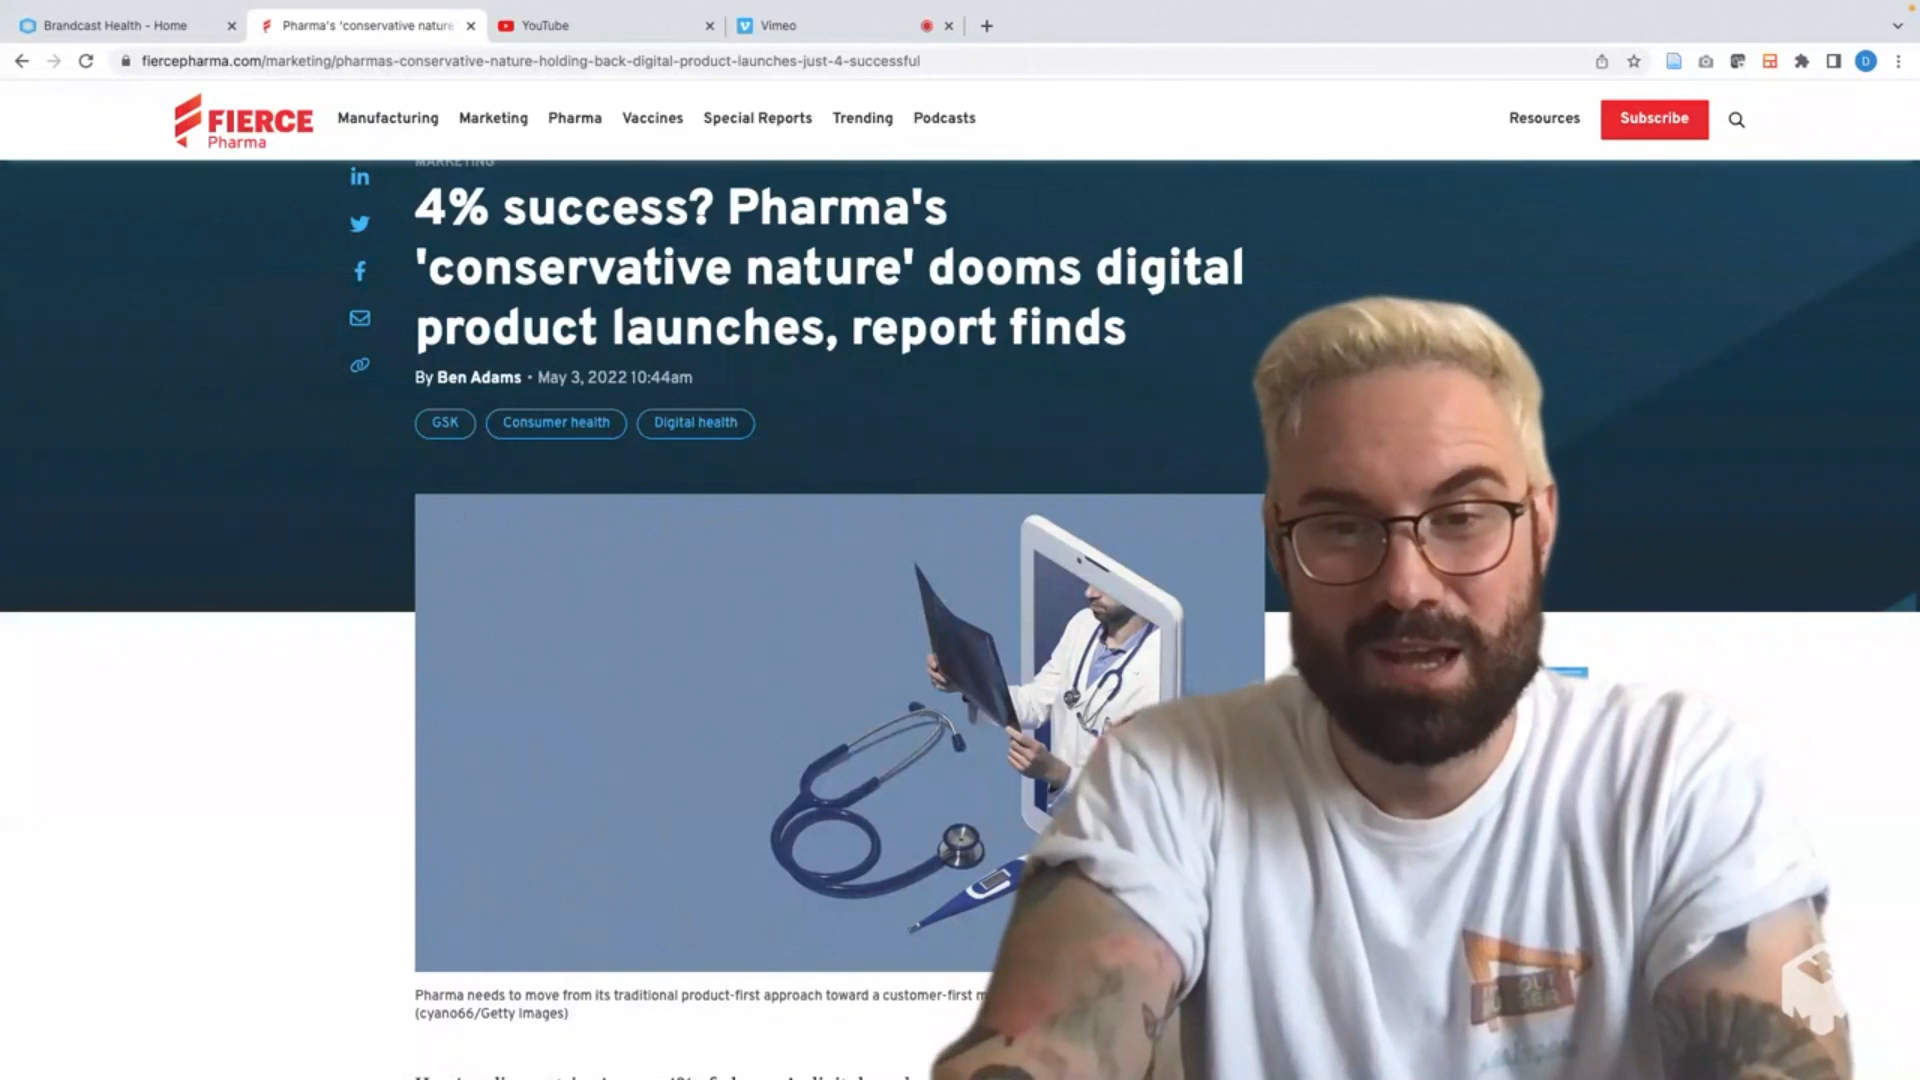 Brandcast Health - Home
Pharma's 'conservative nature
YouTube
Vimeo
fiercepharma.com/marketing/pharmas-conservative-nature-holding-back-digital-product-launches-just-4-successful
D
FIERCE
Pharma
Manufacturing
Marketing
Pharma
Vaccines
Special Reports
Trending
Podcasts
Resources
Subscribe
MARKETING
4% success? Pharma's
'conservative nature' dooms digital
product launches, report finds
By Ben Adams • May 3, 2022 10:44am
GSK
Consumer health
Digital health
Pharma needs to move from its traditional product-first approach toward a customer-first m
(cyano66/Getty Images)